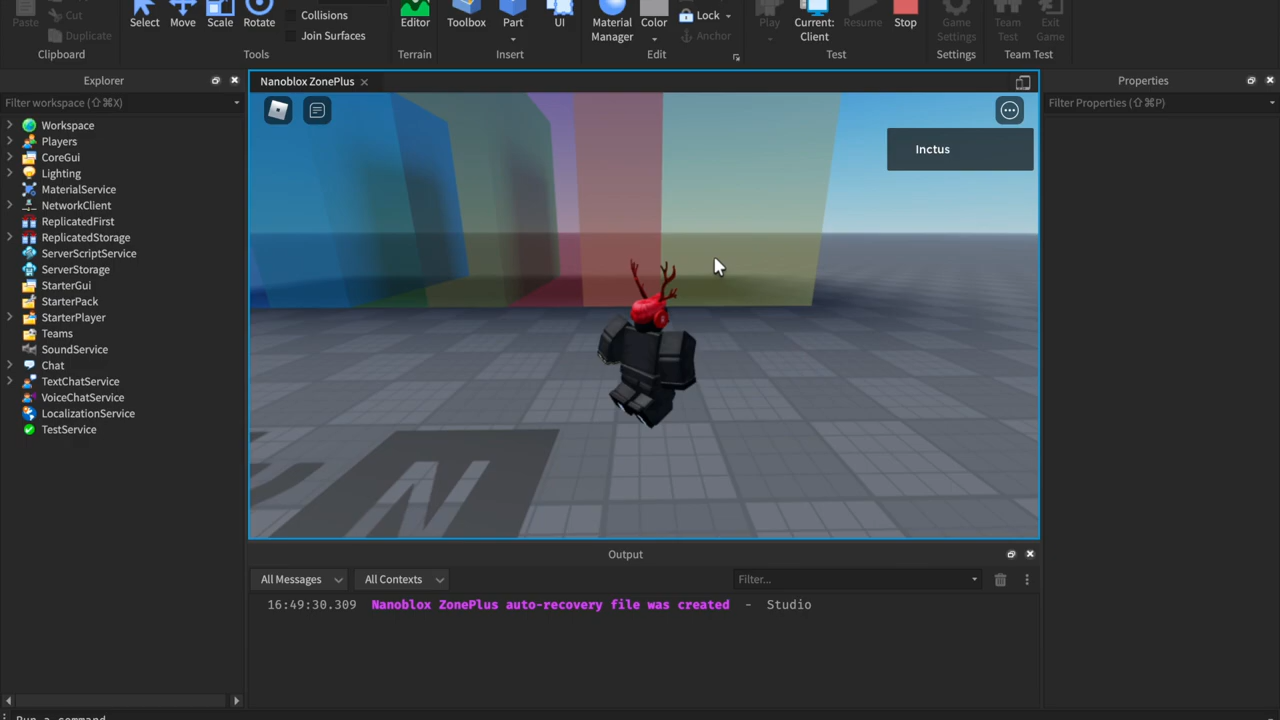 Select Move Scale Rotate Collisions Editor Toolbox Part UI Material Manager Color Lock Play Current: Client Resume Stop Game Settings Team Test Exit Game
Paste Cut
Duplicate Join Surfaces Anchor
Clipboard Tools Terrain Insert Edit Test Settings Team Test
Explorer
Filter workspace (⇧⌘X)
Workspace
Players
CoreGui
Lighting
MaterialService
NetworkClient
ReplicatedFirst
ReplicatedStorage
ServerScriptService
ServerStorage
StarterGui
StarterPack
StarterPlayer
Teams
SoundService
Chat
TextChatService
VoiceChatService
LocalizationService
TestService
Nanoblox ZonePlus
Inctus
N
Properties
Filter Properties (⇧⌘P)
Output
All Messages All Contexts Filter...
16:49:30.309 Nanoblox ZonePlus auto-recovery file was created - Studio
Run a command